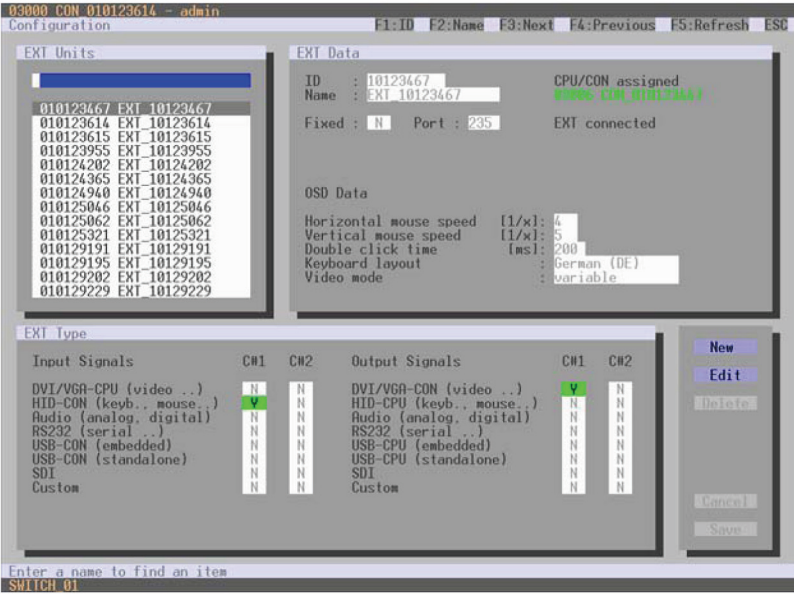 03000 CON 010123614 - admin
Configuration F1:ID F2:Name F3:Next F4:Previous F5:Refresh ESC
EXT Units
010123467 EXT_10123467
010123614 EXT_10123614
010123615 EXT_10123615
010123955 EXT_10123955
010124202 EXT_10124202
010124365 EXT_10124365
010124940 EXT_10124940
010125046 EXT_10125046
010125062 EXT_10125062
010125321 EXT_10125321
010129191 EXT_10129191
010129195 EXT_10129195
010129202 EXT_10129202
010129229 EXT_10129229
EXT Data
ID : 10123467 CPU/CON assigned
Name : EXT_10123467 03006 CON_010123467
Fixed : N Port : 235 EXT connected
OSD Data
Horizontal mouse speed [1/x]: 4
Vertical mouse speed [1/x]: 5
Double click time [ms]: 200
Keyboard layout : German (DE)
Video mode : variable
EXT Type
Input Signals C#1 C#2 Output Signals C#1 C#2
DVI/VGA-CPU (video ..) N N DVI/VGA-CON (video ..) Y N
HID-CON (keyb., mouse..) Y N HID-CPU (keyb., mouse..) N N
Audio (analog, digital) N N Audio (analog, digital) N N
RS232 (serial ..) N N RS232 (serial ..) N N
USB-CON (embedded) N N USB-CPU (embedded) N N
USB-CON (standalone) N N USB-CPU (standalone) N N
SDI N N SDI N N
Custom N N Custom N N
New
Edit
Delete
Cancel
Save
Enter a name to find an item
SWITCH_01